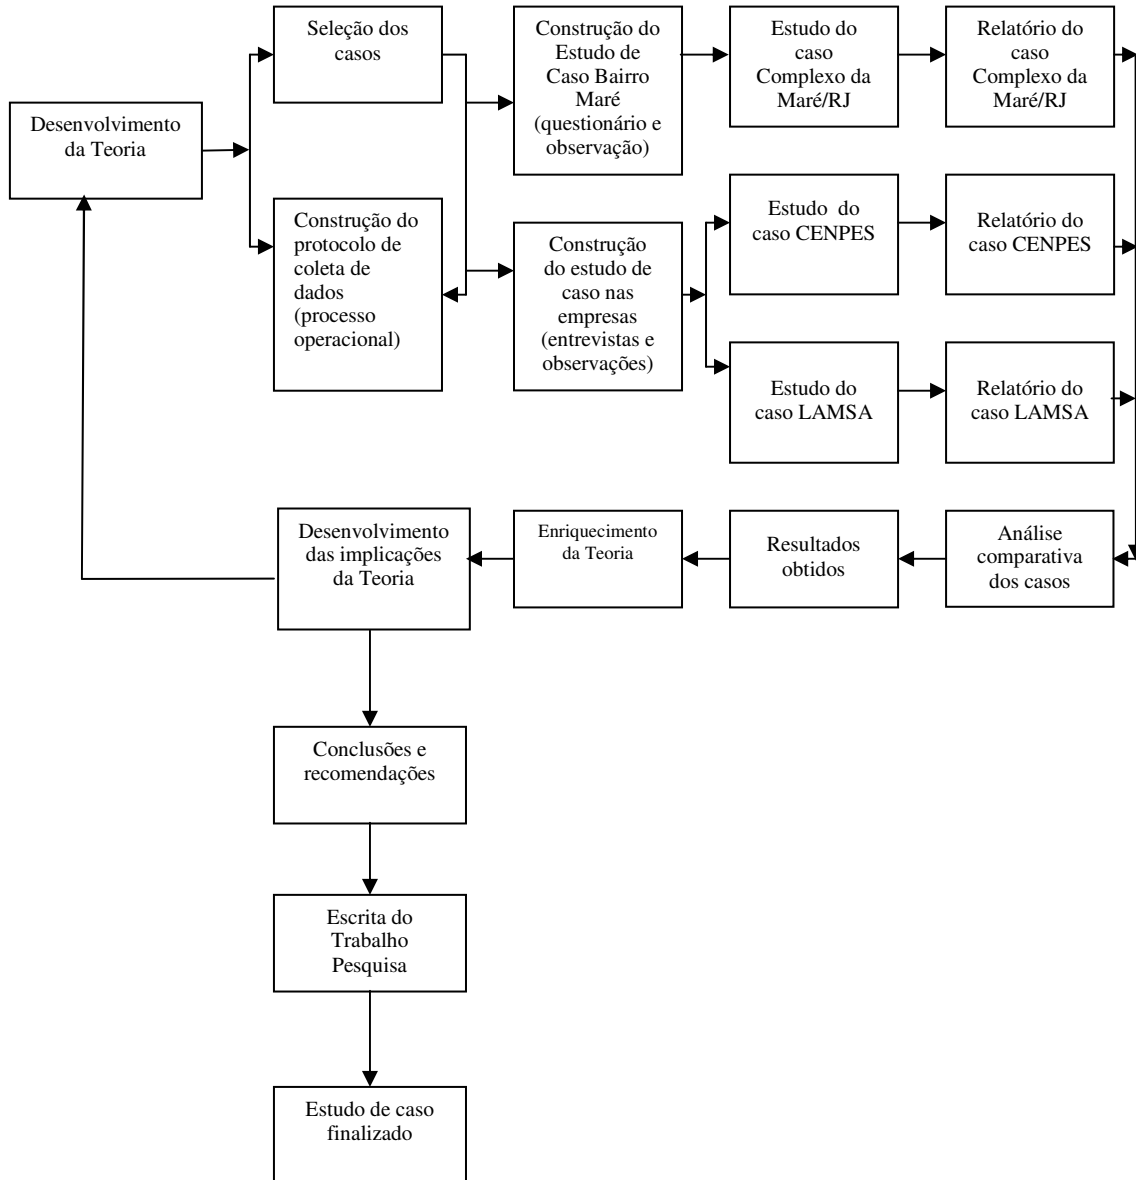 Desenvolvimento
da Teoria
Seleção dos
casos
Construção do
protocolo de
coleta de
dados
(processo
operacional)
Construção do
Estudo de
Caso Bairro
Maré
(questionário e
observação)
Construção
do estudo de
caso nas
empresas
(entrevistas e
observações)
Estudo do
caso
Complexo da
Maré/RJ
Relatório do
caso
Complexo da
Maré/RJ
Estudo do
caso CENPES
Relatório do
caso CENPES
Estudo do
caso LAMSA
Relatório do
caso LAMSA
Análise
comparativa
dos casos
Resultados
obtidos
Enriquecimento
da Teoria
Desenvolvimento
das implicações
da Teoria
Conclusões e
recomendações
Escrita do
Trabalho
Pesquisa
Estudo de caso
finalizado